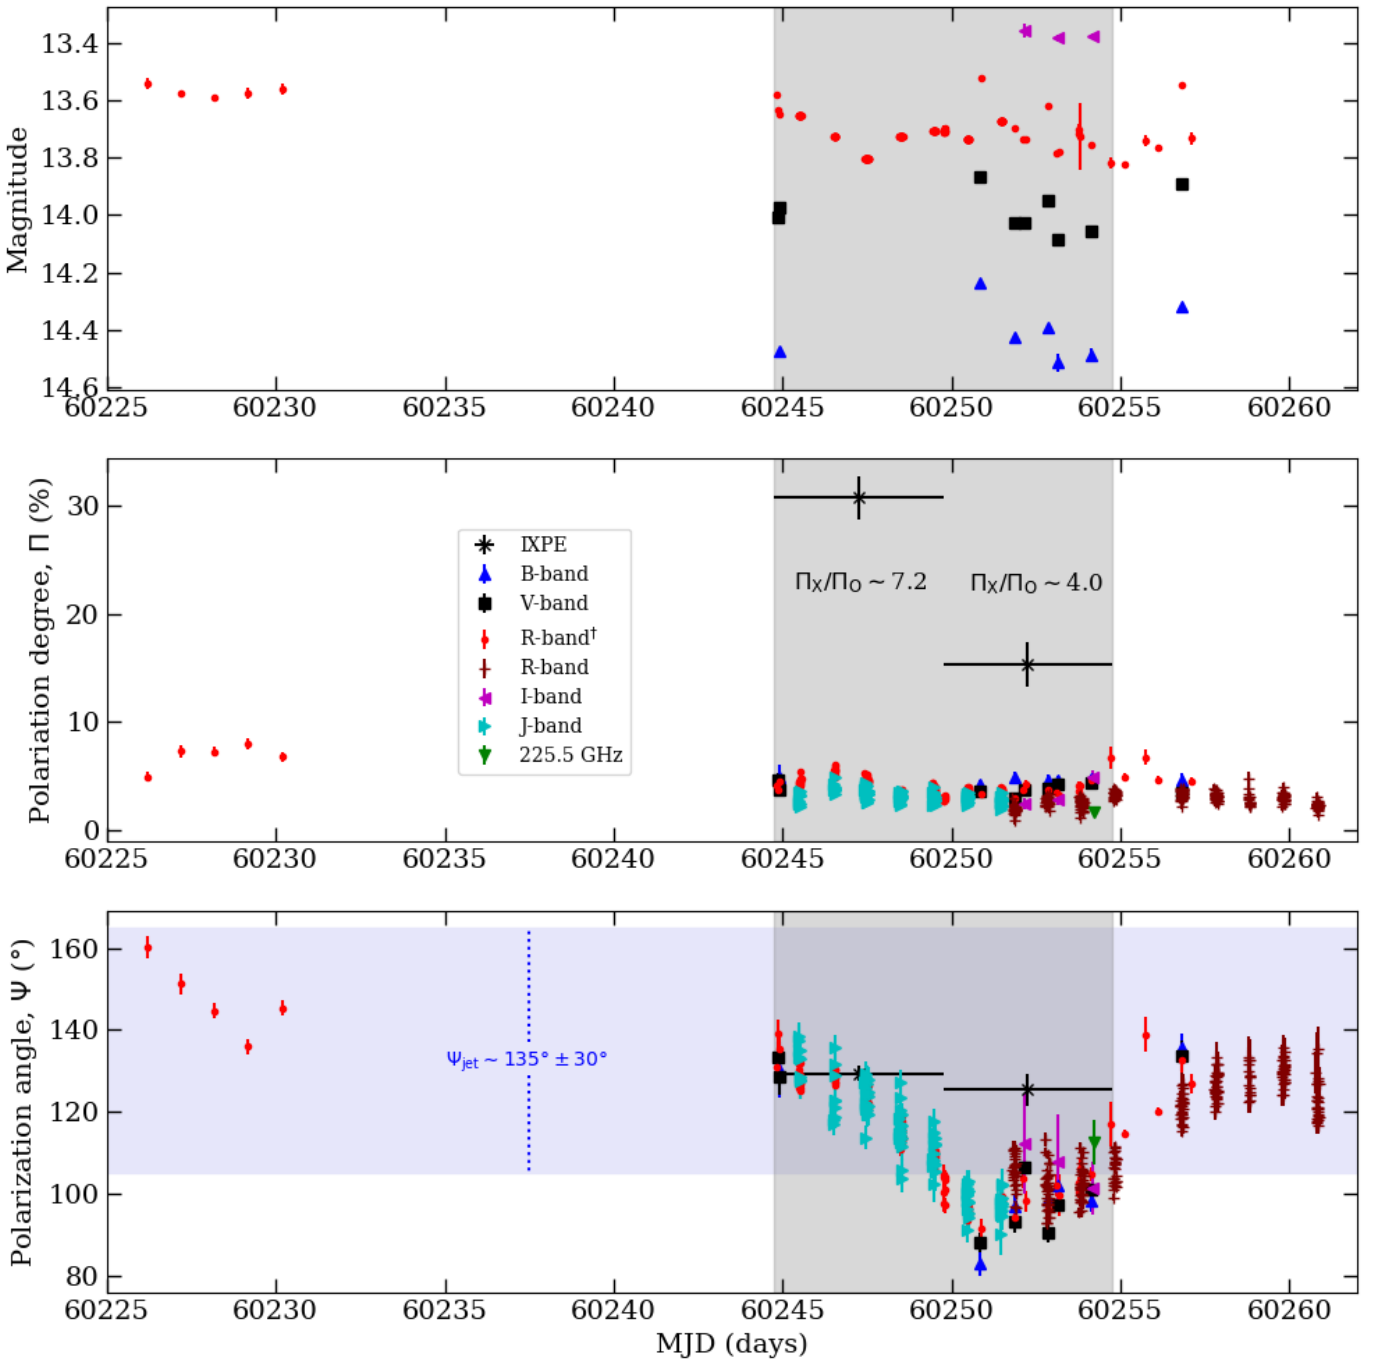 13.4
13.6
13.8
14.0
14.2
14.4
14.6
Magnitude
60225 60230 60235 60240 60245 60250 60255 60260
30
20
10
0
Polariation degree, Π (%)
IXPE
B-band
V-band
R-band†
R-band
I-band
J-band
225.5 GHz
Π_X/Π_O ~ 7.2
Π_X/Π_O ~ 4.0
60225 60230 60235 60240 60245 60250 60255 60260
160
140
120
100
80
Polarization angle, Ψ (°)
Ψ_jet ~ 135° ± 30°
60225 60230 60235 60240 60245 60250 60255 60260
MJD (days)